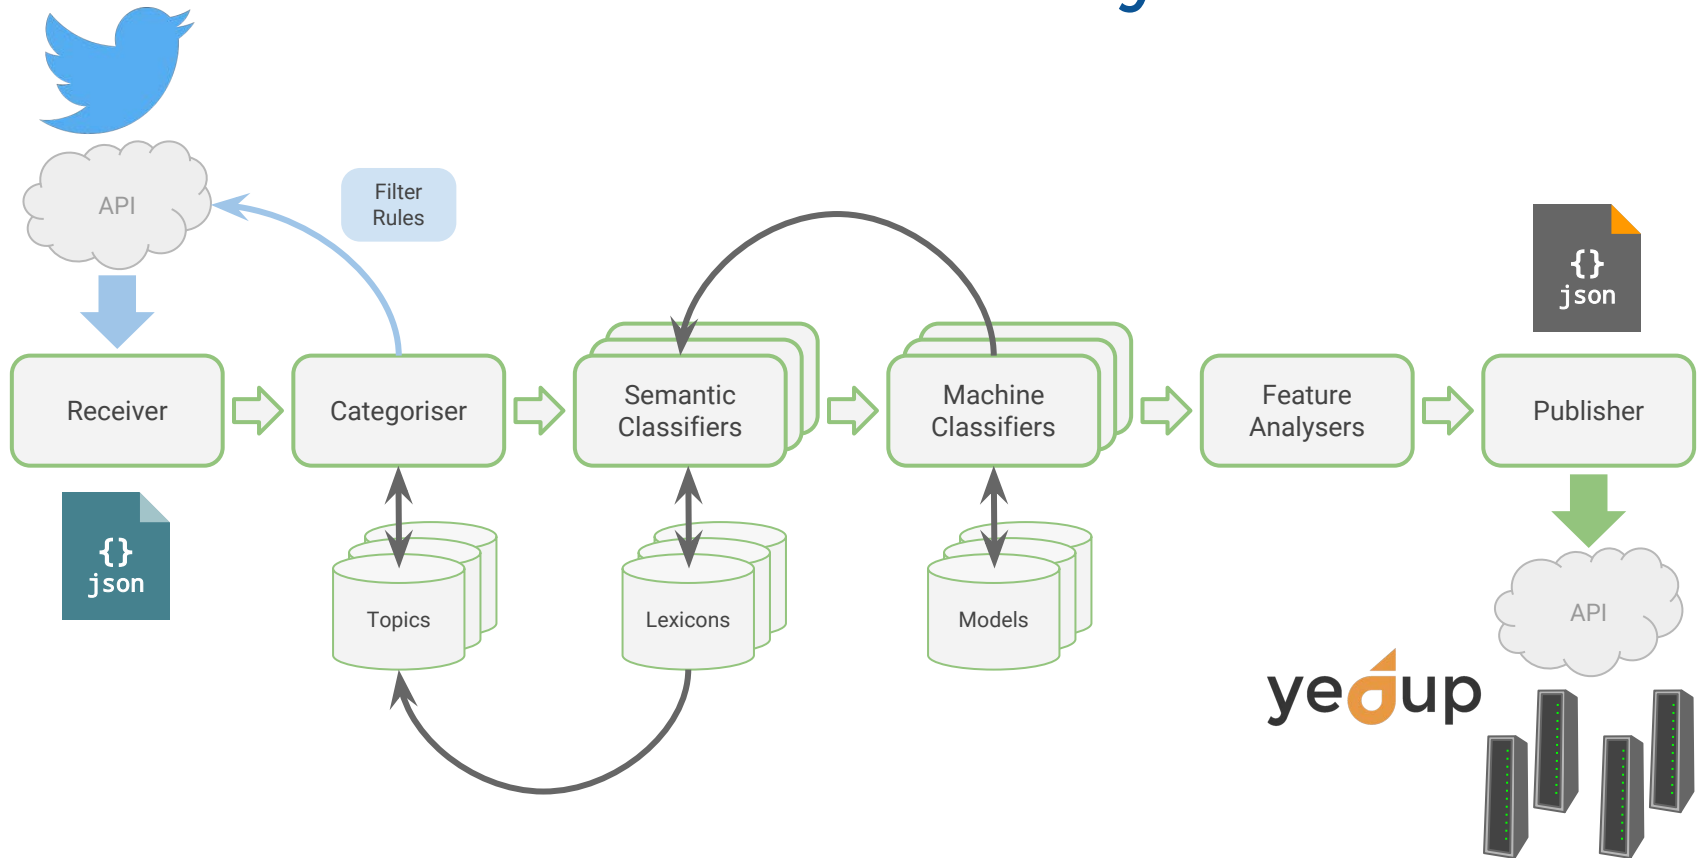 API
Filter
Rules
{}
json
Receiver
Categoriser
Semantic
Classifiers
Machine
Classifiers
Feature
Analysers
Publisher
{}
json
Topics
Lexicons
Models
API
yedup